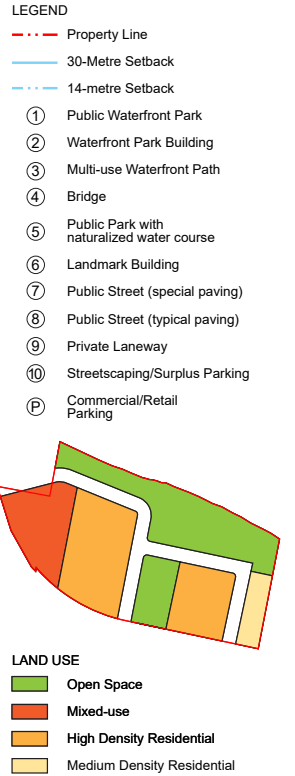 LEGEND
Property Line
30-Metre Setback
14-metre Setback
1 Public Waterfront Park
2 Waterfront Park Building
3 Multi-use Waterfront Path
4 Bridge
5 Public Park with
naturalized water course
6 Landmark Building
7 Public Street (special paving)
8 Public Street (typical paving)
9 Private Laneway
10 Streetscaping/Surplus Parking
P Commercial/Retail
Parking
LAND USE
Open Space
Mixed-use
High Density Residential
Medium Density Residential